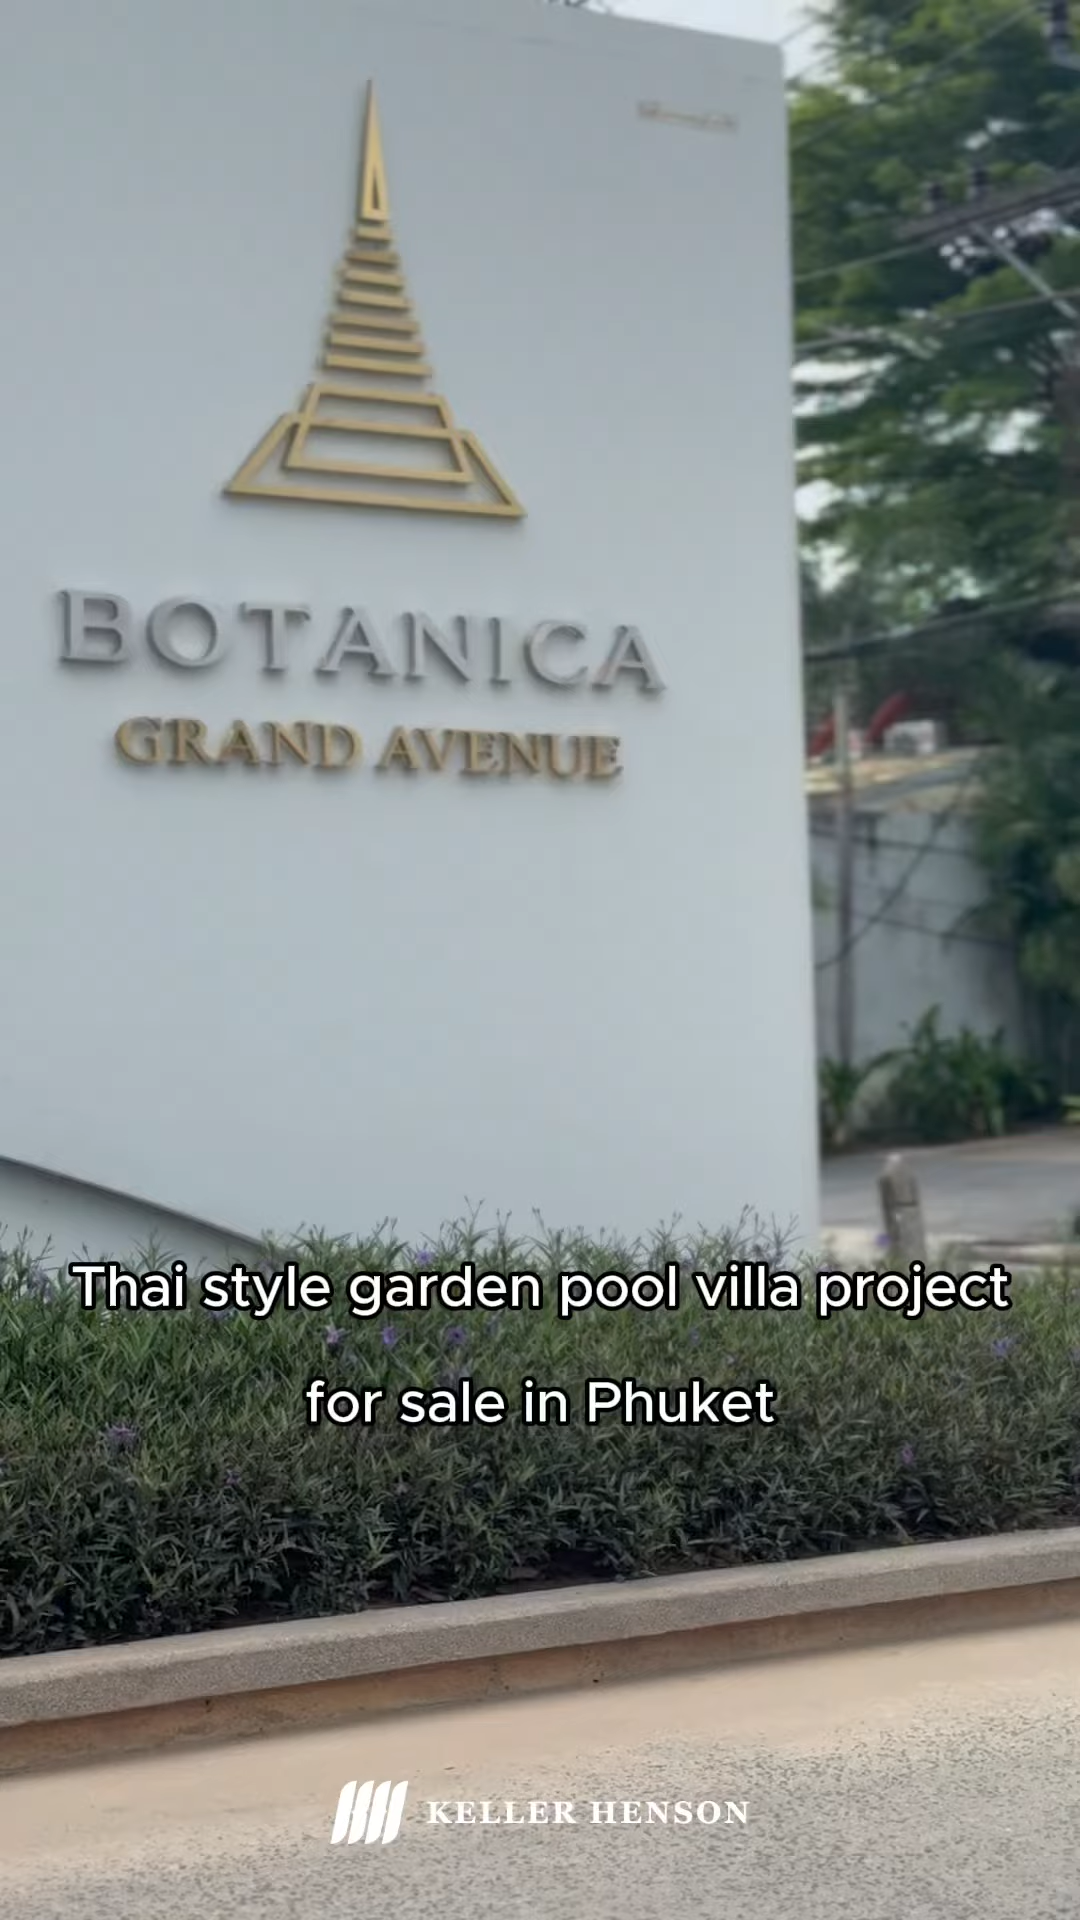 BOTANICA
GRAND AVENUE
Thai style garden pool villa project
for sale in Phuket
KELLER HENSON